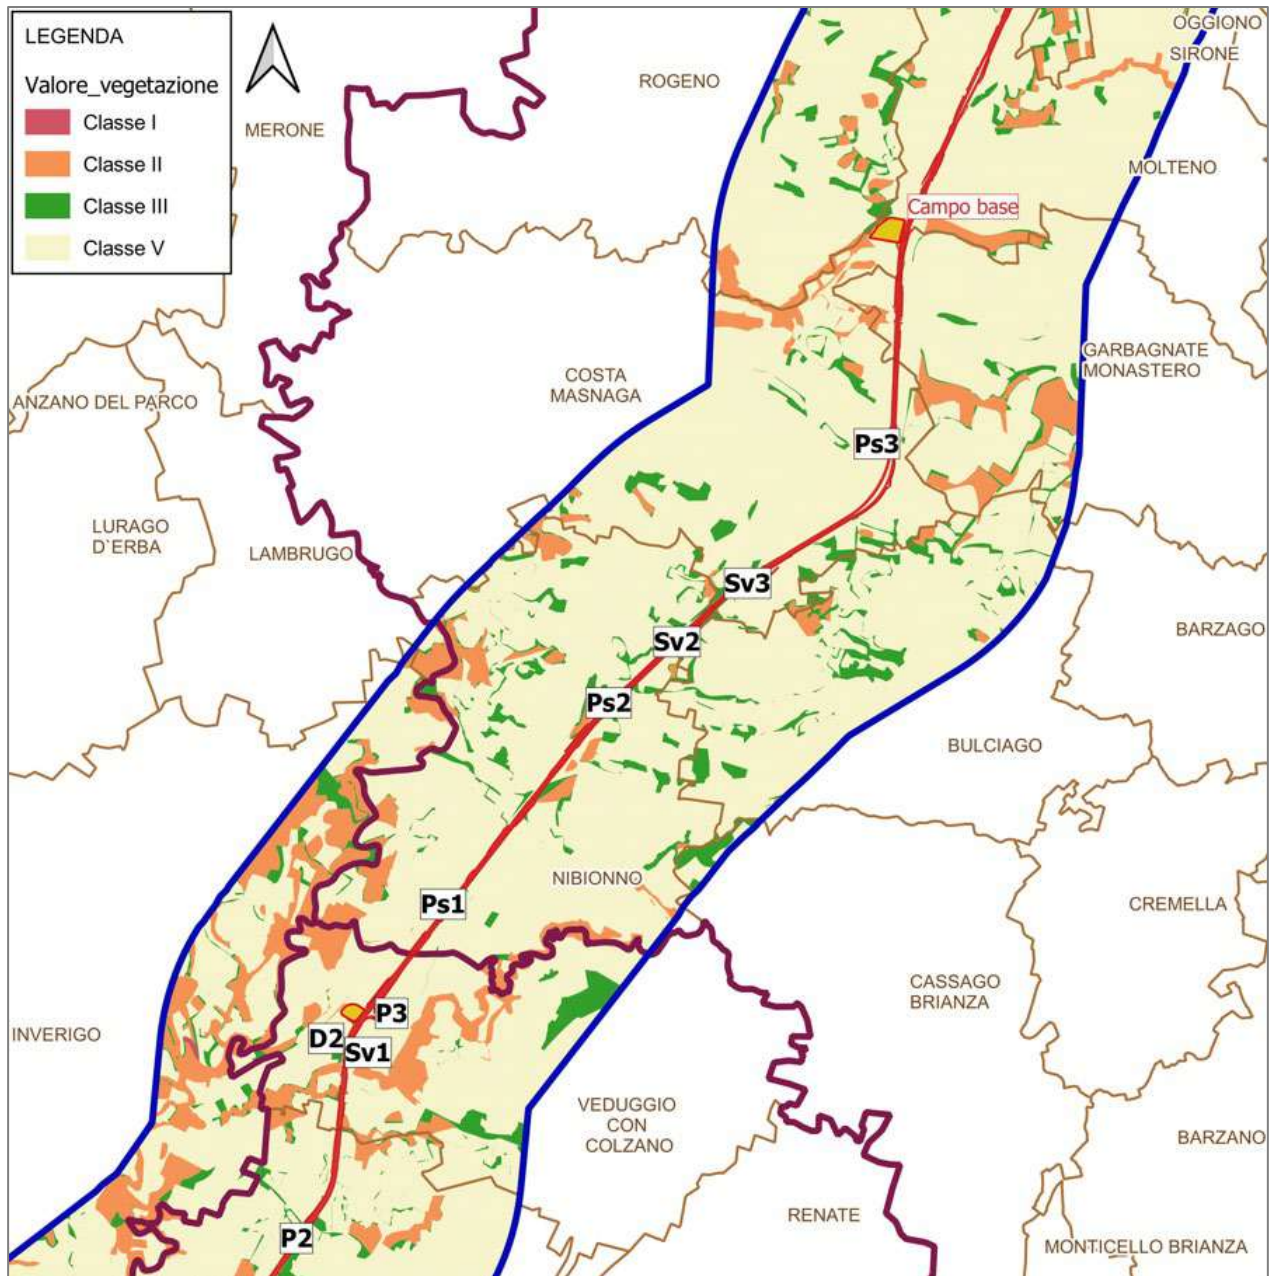 LEGENDA
Valore_vegetazione
Classe I
Classe II
Classe III
Classe V
OGGIONO
SIRONE
ROGENO
MERONE
MOLTENO
Campo base
GARBAGNATE
MONASTERO
COSTA
MASNAGA
ANZANO DEL PARCO
Ps3
LURAGO
D`ERBA
LAMBRUGO
Sv3
BARZAGO
Sv2
Ps2
BULCIAGO
NIBIONNO
Ps1
CREMELLA
CASSAGO
BRIANZA
P3
INVERIGO
D2
Sv1
VEDUGGIO
CON
COLZANO
BARZANO
RENATE
P2
MONTICELLO BRIANZA